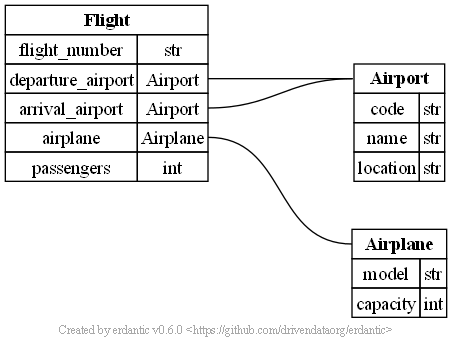 Flight
flight_number str
departure_airport Airport
arrival_airport Airport
airplane Airplane
passengers int
Airport
code str
name str
location str
Airplane
model str
capacity int
Created by erdantic v0.6.0 <https://github.com/drivendataorg/erdantic>